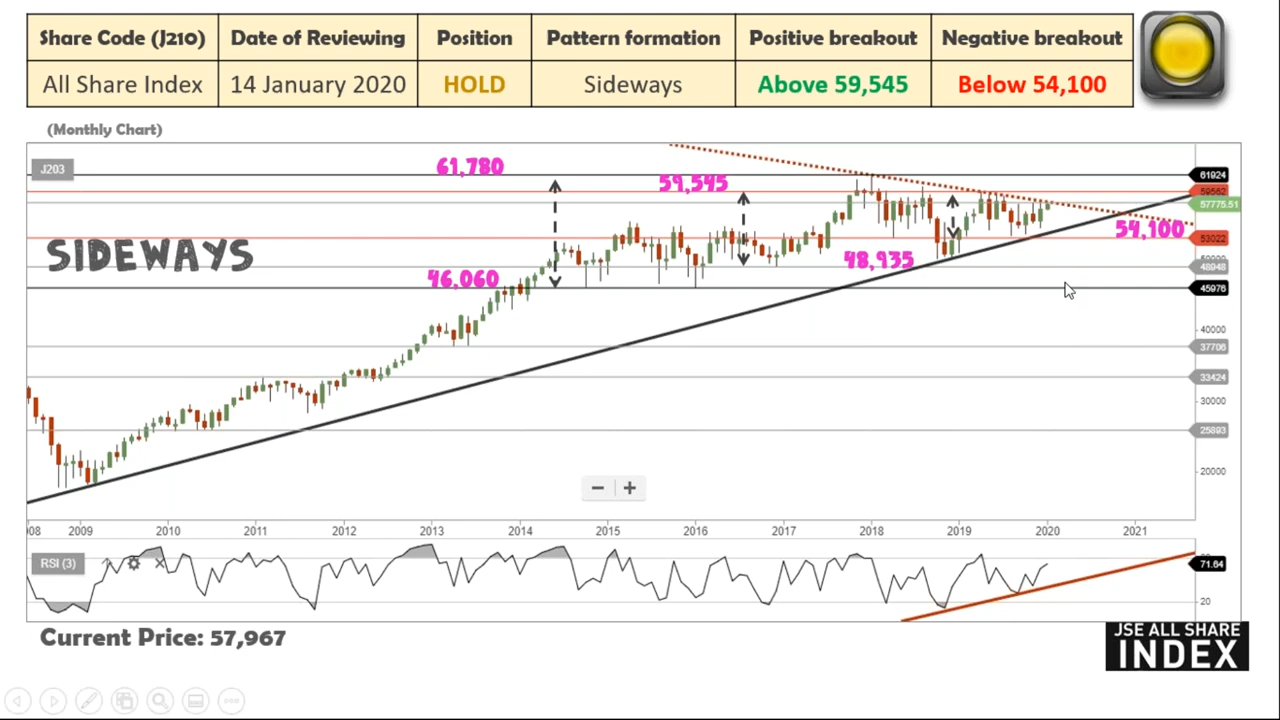 Share Code (J210) Date of Reviewing Position Pattern formation Positive breakout Negative breakout
All Share Index 14 January 2020 HOLD Sideways Above 59,545 Below 54,100
(Monthly Chart)
J203
61,780
59,545
SIDEWAYS
46,060
48,935
54,100
61924
59562
57775.51
53022
50000
48948
45976
40000
37706
33424
30000
25893
20000
08 2009 2010 2011 2012 2013 2014 2015 2016 2017 2018 2019 2020 2021
RSI (3)
71.64
20
Current Price: 57,967
JSE ALL SHARE
INDEX